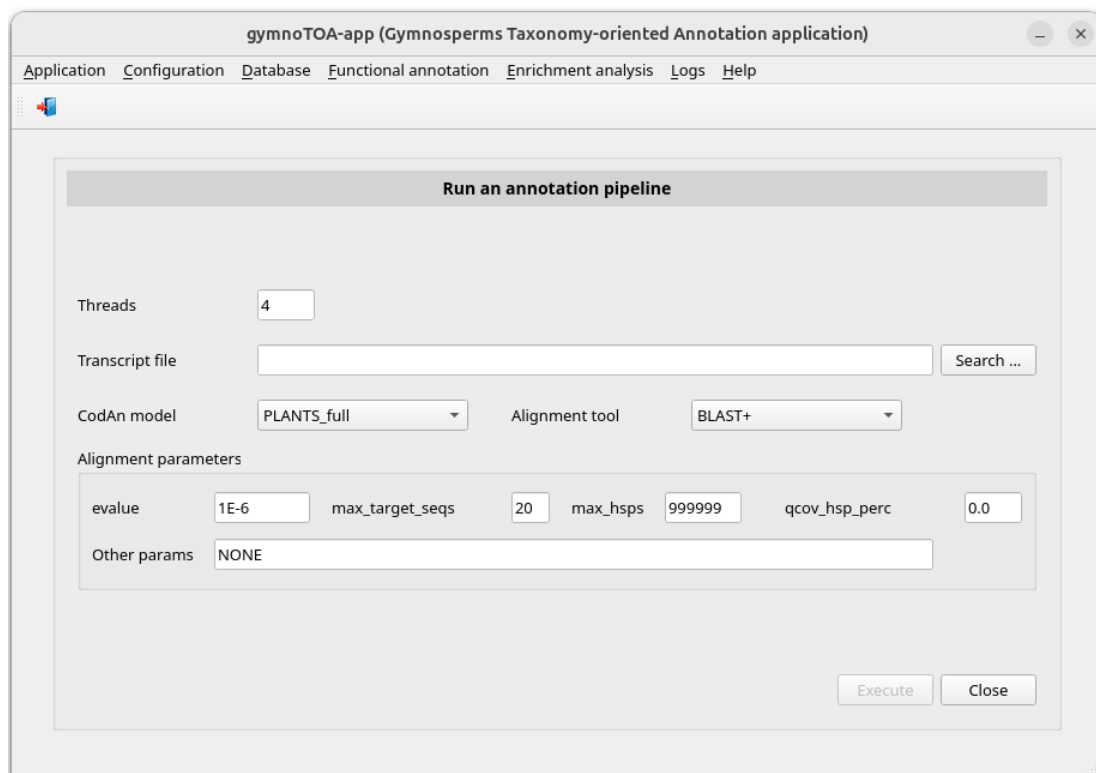 gymnoTOA-app (Gymnosperms Taxonomy-oriented Annotation application)
Application Configuration Database Functional annotation Enrichment analysis Logs Help
Run an annotation pipeline
Threads 4
Transcript file Search ...
CodAn model PLANTS_full Alignment tool BLAST+
Alignment parameters
evalue 1E-6 max_target_seqs 20 max_hsps 999999 qcov_hsp_perc 0.0
Other params NONE
Execute Close